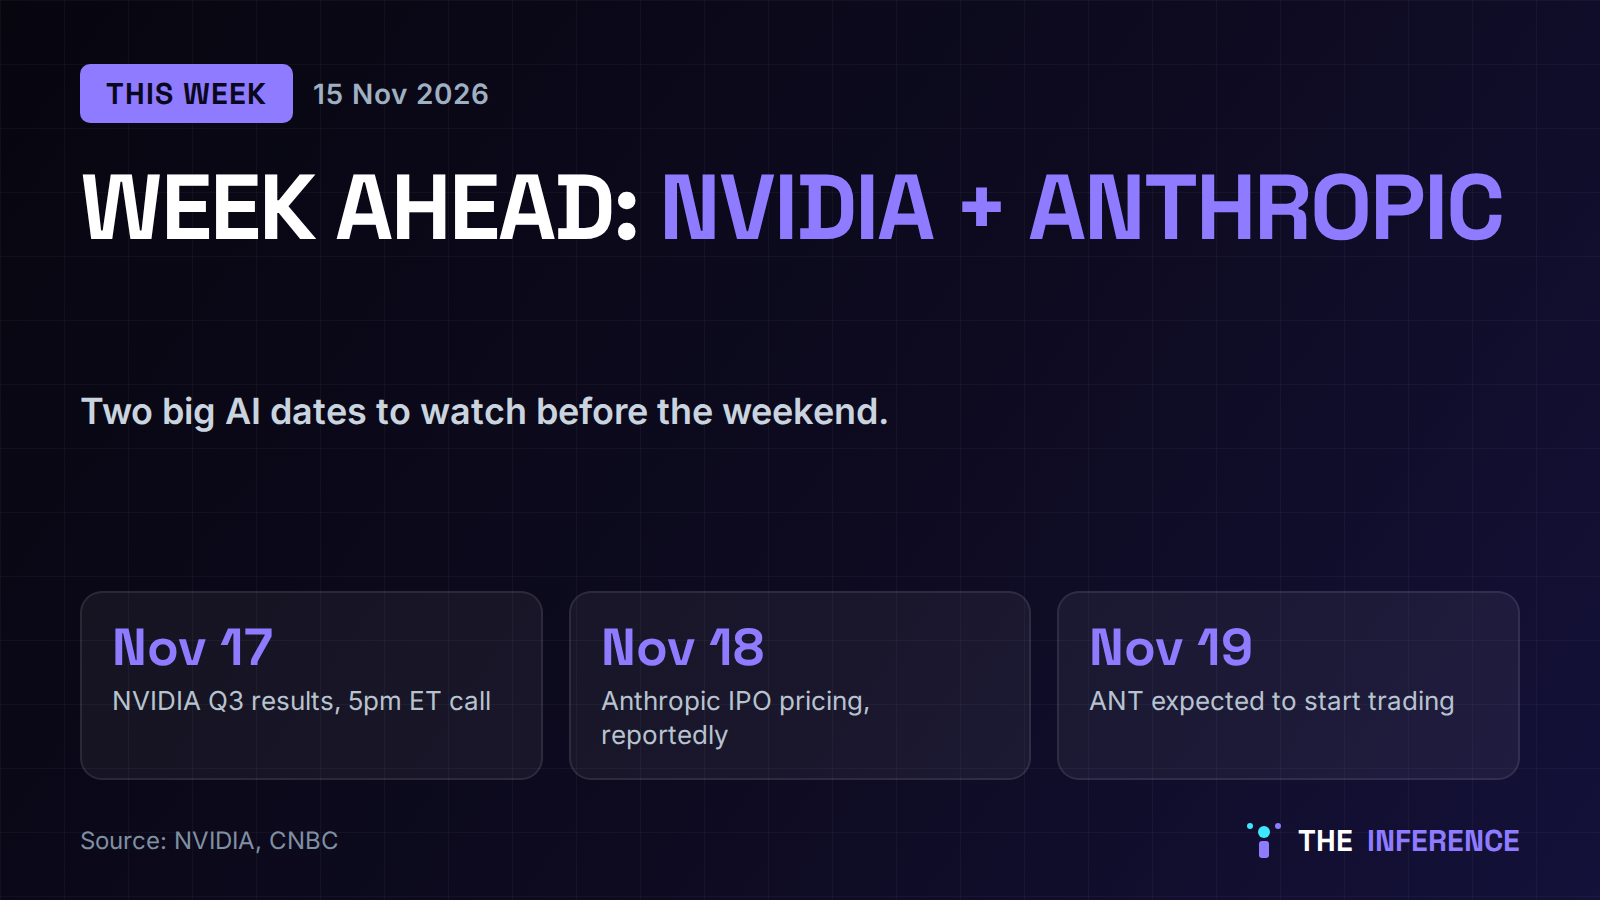 THIS WEEK 15 Nov 2026
WEEK AHEAD: NVIDIA + ANTHROPIC
Two big AI dates to watch before the weekend.
Nov 17
NVIDIA Q3 results, 5pm ET call
Nov 18
Anthropic IPO pricing,
reportedly
Nov 19
ANT expected to start trading
Source: NVIDIA, CNBC
THE INFERENCE